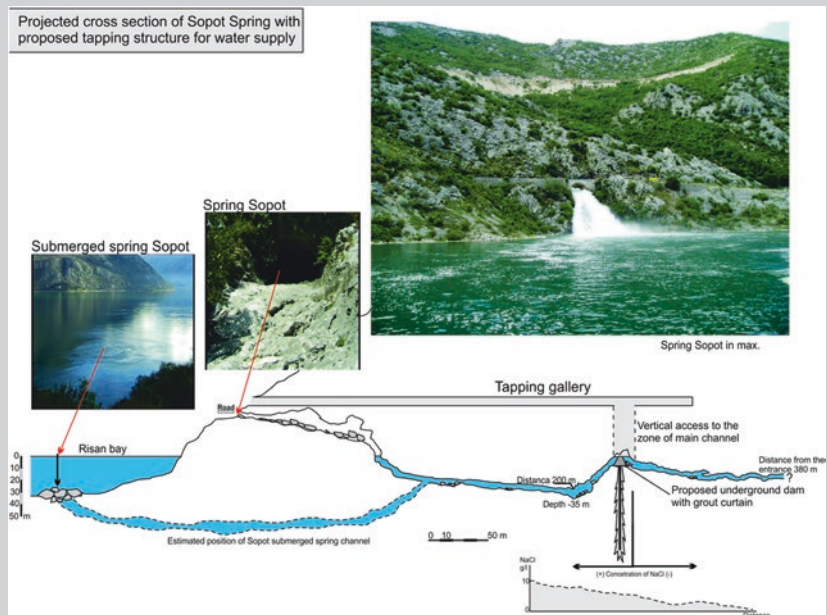 Projected cross section of Sopot Spring with
proposed tapping structure for water supply
Spring Sopot
Submerged spring Sopot
Spring Sopot in max.
Tapping gallery
Road
Vertical access to the
zone of main channel
Risan bay
0
10
20
30
40
50 m
Distanca 200 m
Depth -35 m
Distance from the
entrance 380 m
?
Proposed underground dam
with grout curtain
Estimated position of Sopot submerged spring channel
0 10 50 m
(+) Concetration of NaCl (-)
NaCl
g/l
10
0
Distance